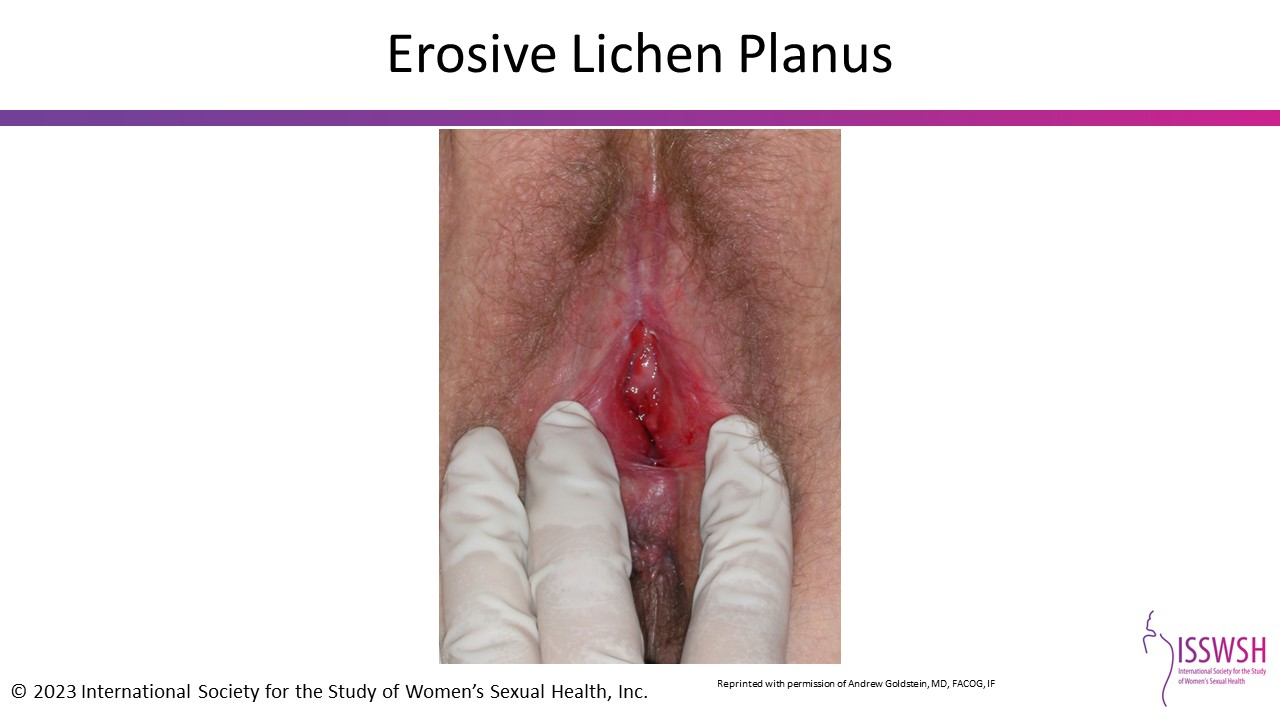 Erosive Lichen Planus
ISSWSH
International Society for the Study
of Women's Sexual Health
© 2023 International Society for the Study of Women's Sexual Health, Inc.
Reprinted with permission of Andrew Goldstein, MD, FACOG, IF